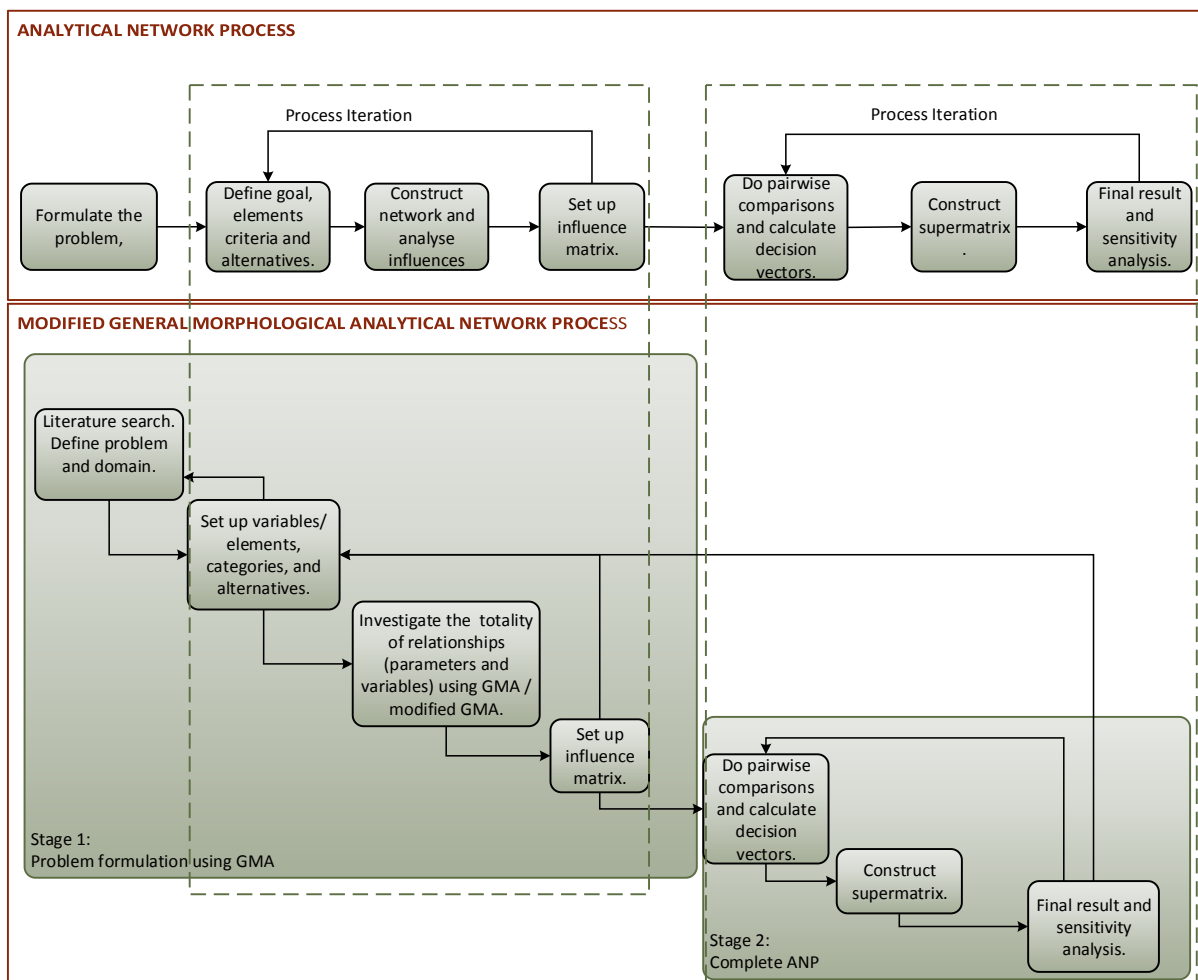 ANALYTICAL NETWORK PROCESS
Process Iteration
Process Iteration
Formulate the
problem,
Define goal,
elements
criteria and
alternatives.
Construct
network and
analyse
influences
Set up
influence
matrix.
Do pairwise
comparisons
and calculate
decision
vectors.
Construct
supermatrix
.
Final result
and
sensitivity
analysis.
MODIFIED GENERAL MORPHOLOGICAL ANALYTICAL NETWORK PROCESS
Literature search.
Define problem
and domain.
Set up variables/
elements,
categories, and
alternatives.
Investigate the totality
of relationships
(parameters and
variables) using GMA /
modified GMA.
Set up
influence
matrix.
Stage 1:
Problem formulation using GMA
Do pairwise
comparisons
and calculate
decision
vectors.
Construct
supermatrix.
Final result and
sensitivity
analysis.
Stage 2:
Complete ANP